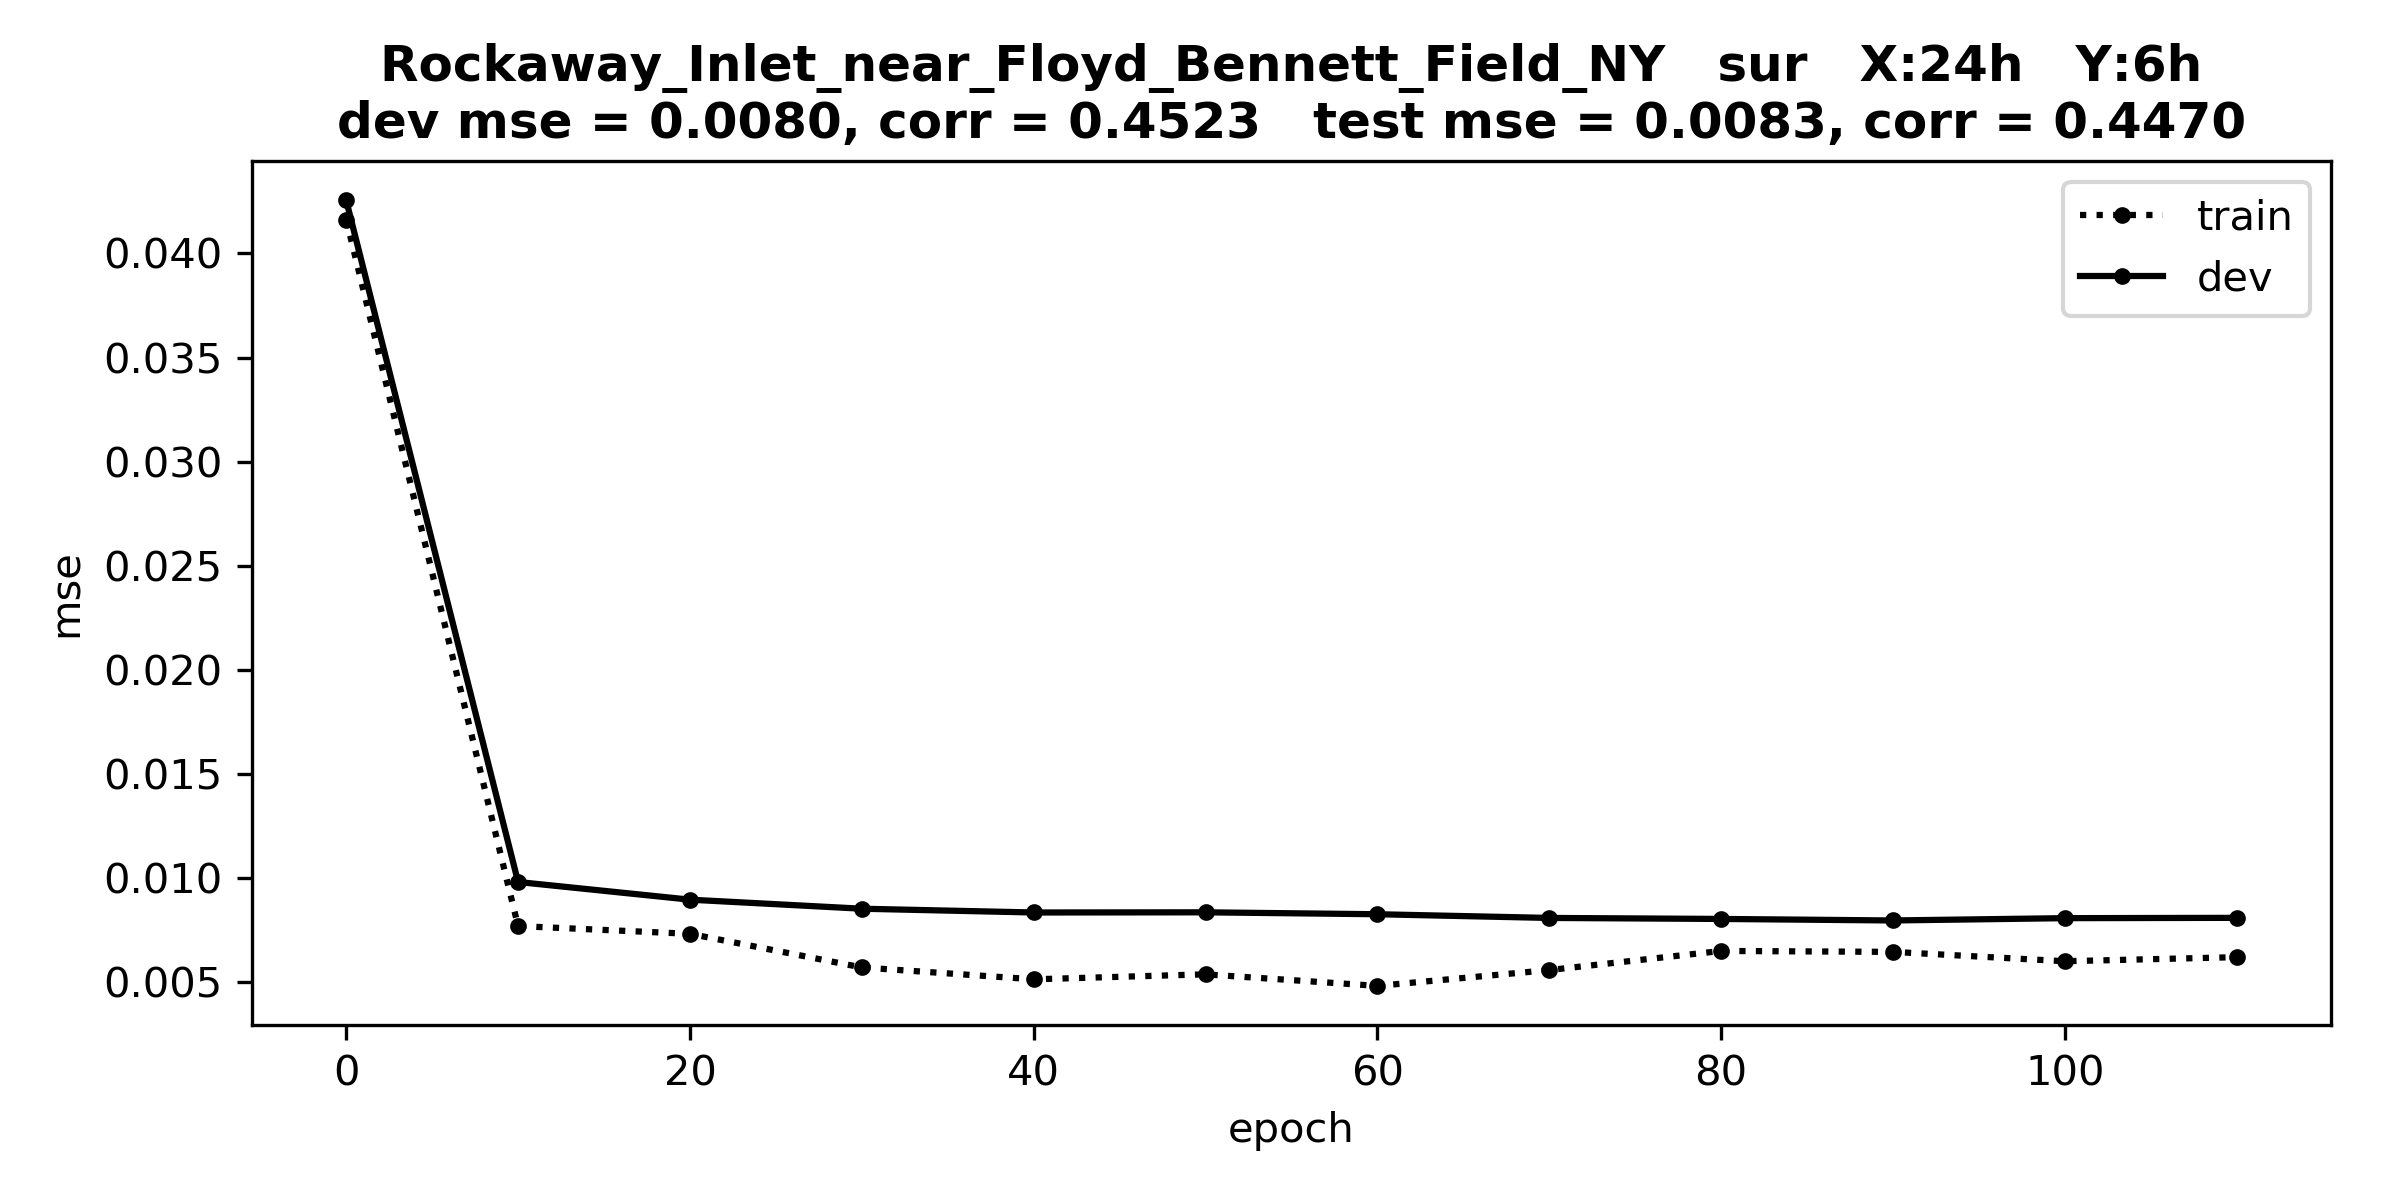 Rockaway_Inlet_near_Floyd_Bennett_Field_NY   sur   X:24h   Y:6h
dev mse = 0.0080, corr = 0.4523   test mse = 0.0083, corr = 0.4470
train
dev
0.040
0.035
0.030
0.025
0.020
0.015
0.010
0.005
mse
0 20 40 60 80 100
epoch